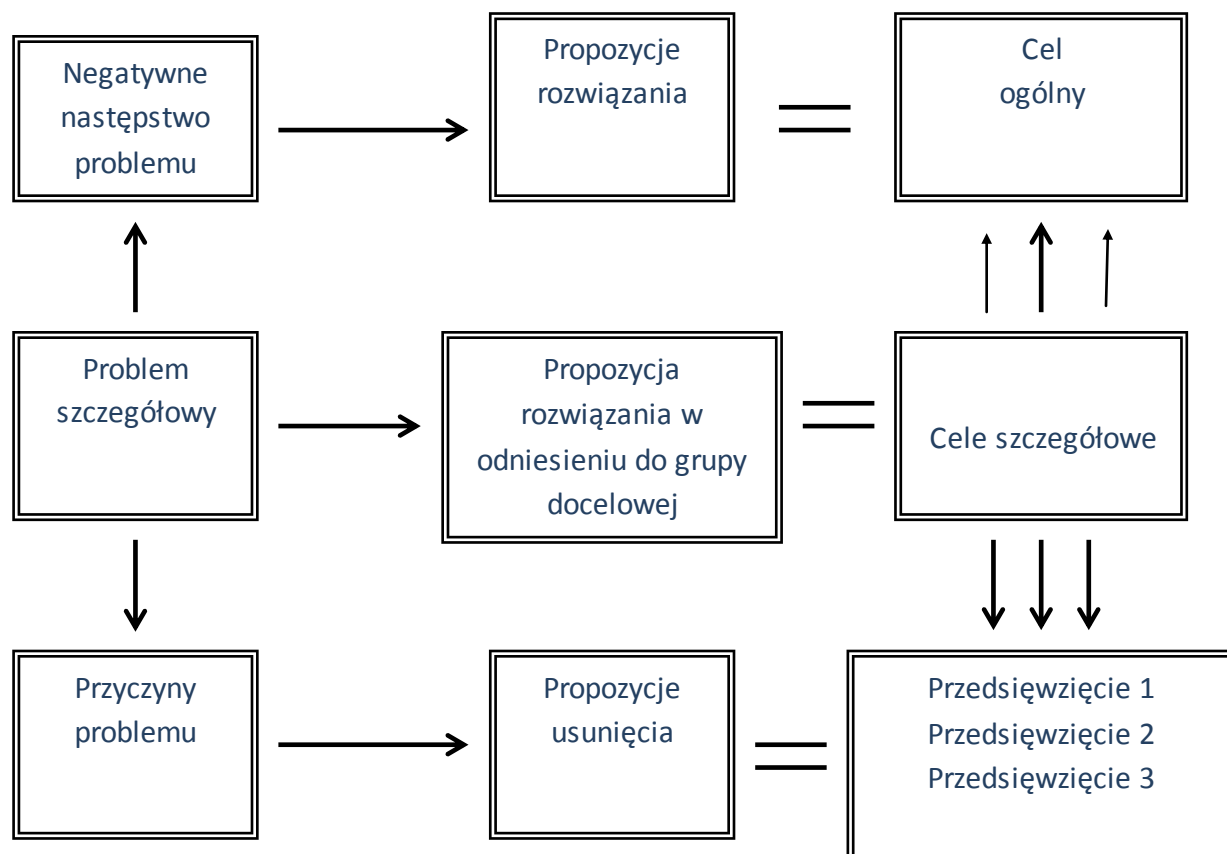 Negatywne
następstwo
problemu
Propozycje
rozwiązania
Cel
ogólny
Problem
szczegółowy
Propozycja
rozwiązania w
odniesieniu do grupy
docelowej
Cele szczegółowe
Przyczyny
problemu
Propozycje
usunięcia
Przedsięwzięcie 1
Przedsięwzięcie 2
Przedsięwzięcie 3